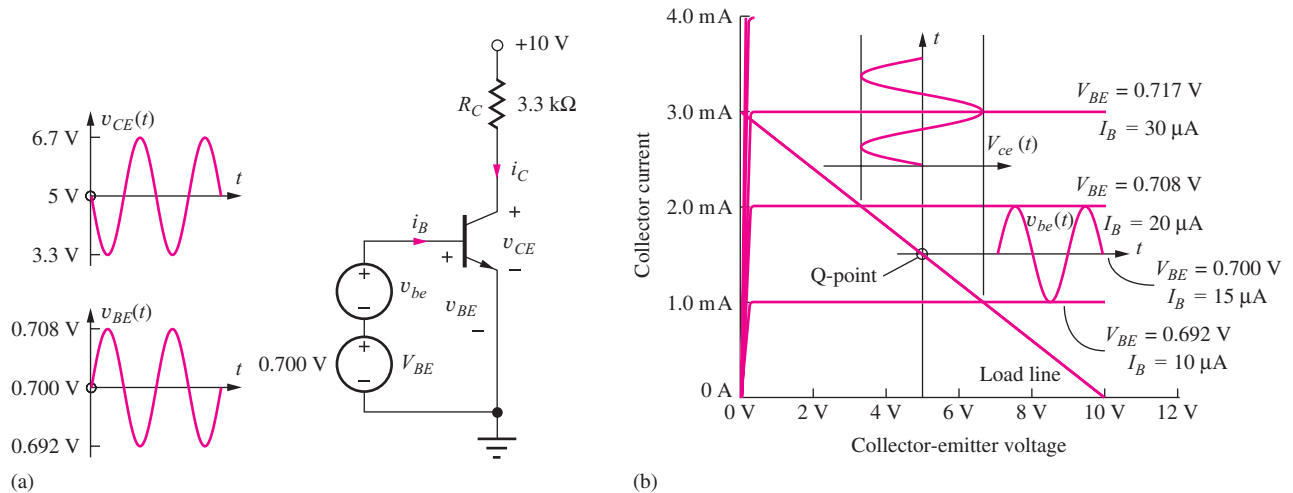 v_CE(t)
6.7 V
t
5 V
3.3 V
v_BE(t)
0.708 V
t
0.700 V
0.692 V
(a)
+10 V
R_C
3.3 kΩ
i_C
+
i_B
+
v_CE
–
+
–
v_be
v_BE
–
+
–
0.700 V
V_BE
Collector current
4.0 mA
3.0 mA
2.0 mA
1.0 mA
0 A
t
V_BE = 0.717 V
I_B = 30 µA
V_ce (t)
V_BE = 0.708 V
v_be(t)
I_B = 20 µA
t
Q-point
V_BE = 0.700 V
I_B = 15 µA
V_BE = 0.692 V
I_B = 10 µA
Load line
0 V
2 V
4 V
6 V
8 V
10 V
12 V
Collector-emitter voltage
(b)